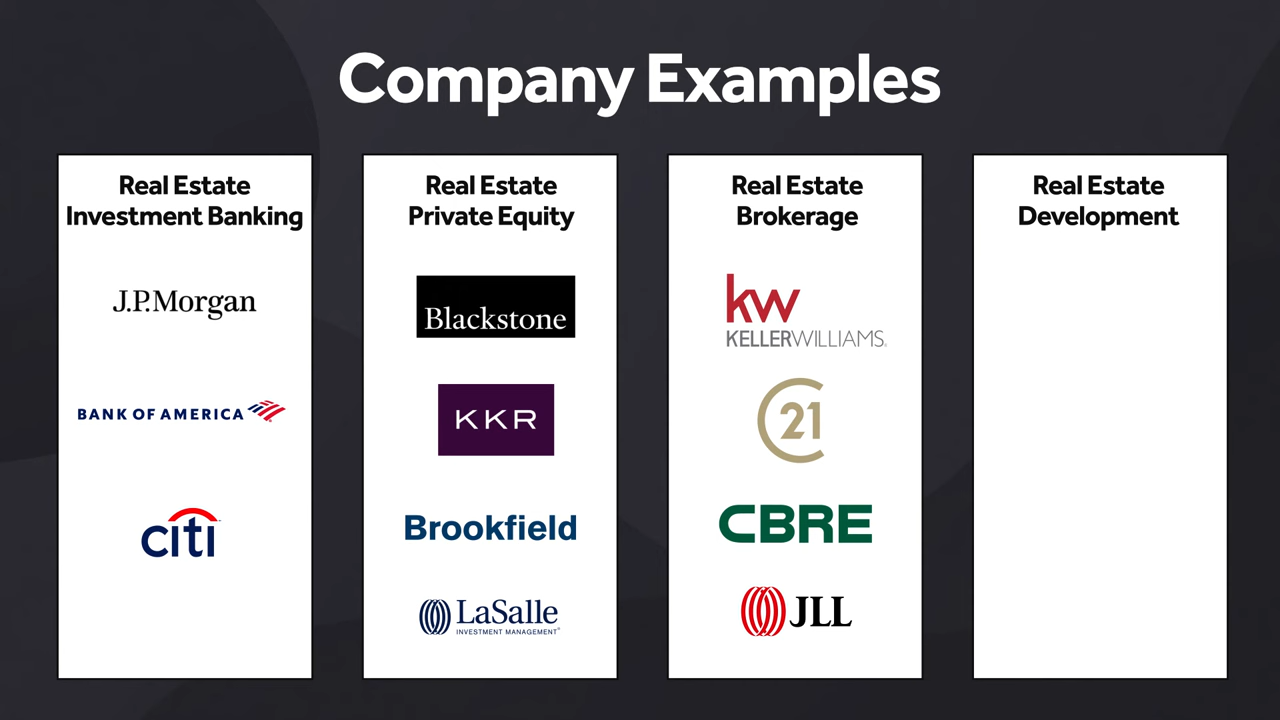 Company Examples
Real Estate
Investment Banking
J.P.Morgan
BANK OF AMERICA
citi
Real Estate
Private Equity
Blackstone
KKR
Brookfield
LaSalle
INVESTMENT MANAGEMENT
Real Estate
Brokerage
kw
KELLERWILLIAMS.
C21
CBRE
JLL
Real Estate
Development